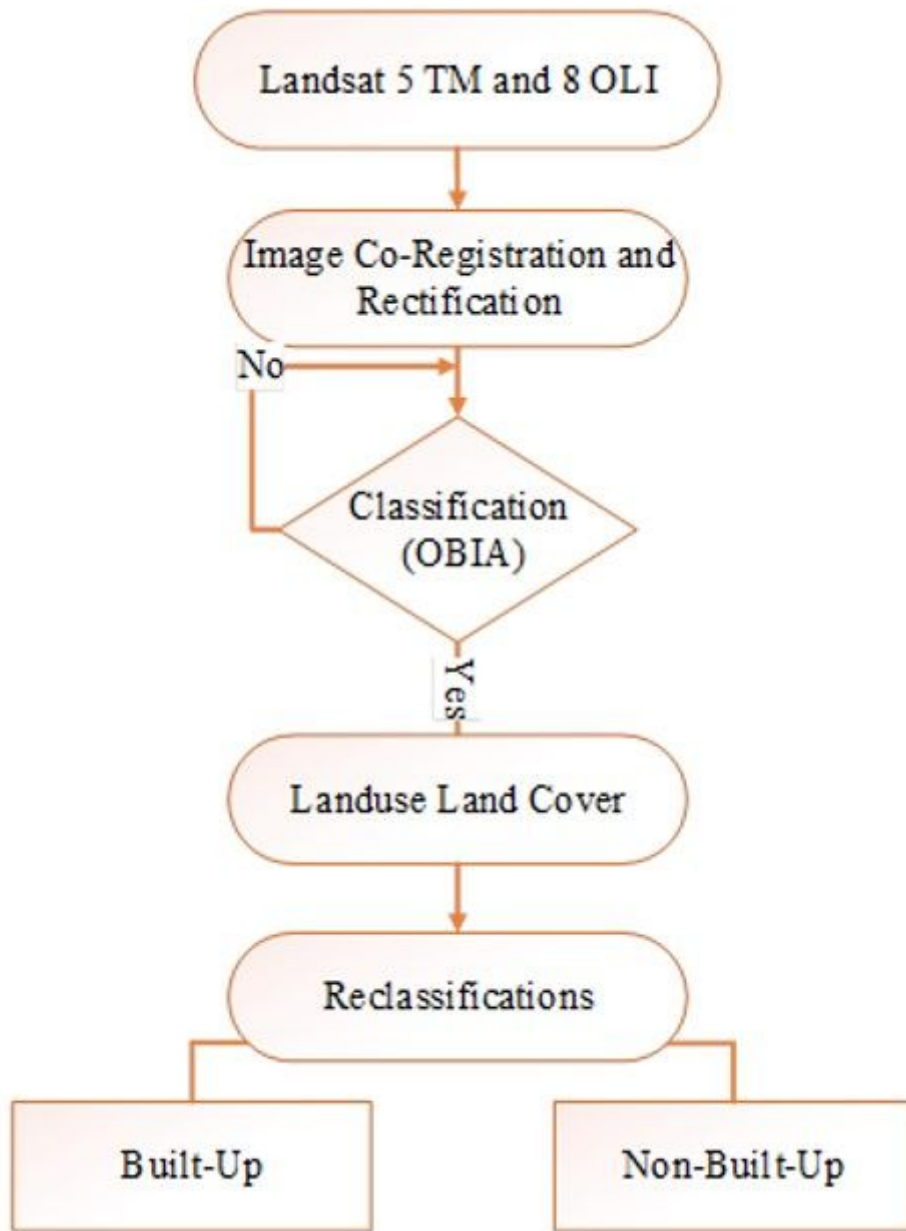 Landsat 5 TM and 8 OLI
Image Co-Registration and
Rectification
No
Classification
(OBIA)
Yes
Landuse Land Cover
Reclassifications
Built-Up
Non-Built-Up